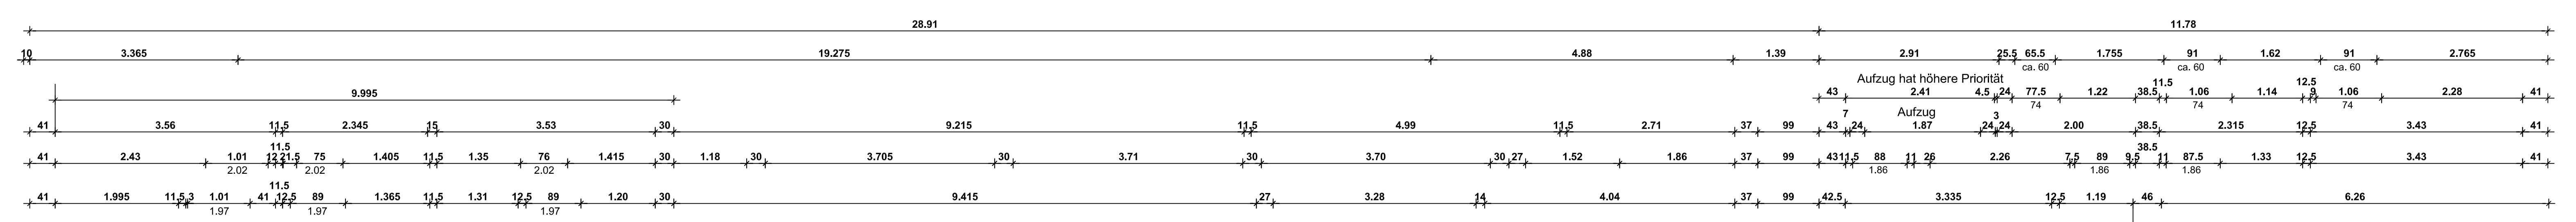 28.91 11.78
10 3.365 19.275 4.88 1.39 2.91 25.5 65.5 1.755 91 1.62 91 2.765
ca. 60 ca. 60 ca. 60
Aufzug hat höhere Priorität 11.5 12.5
9.995 43 2.41 4.5 24 77.5 1.22 38.5 1.06 1.14 9 1.06 2.28 41
74 74 74
7 Aufzug 3
41 3.56 11.5 2.345 15 3.53 30 9.215 11.5 4.99 11.5 2.71 37 99 43 24 1.87 24 24 2.00 38.5 2.315 12.5 3.43 41
11.5 38.5
41 2.43 1.01 12 21.5 75 1.405 11.5 1.35 76 1.415 30 1.18 30 3.705 30 3.71 30 3.70 30 27 1.52 1.86 37 99 43 11.5 88 11 26 2.26 7.5 89 9.5 11 87.5 1.33 12.5 3.43 41
2.02 2.02 2.02 1.86 1.86 1.86
11.5
41 1.995 11.5 3 1.01 41 12.5 89 1.365 11.5 1.31 12.5 89 1.20 30 9.415 27 3.28 14 4.04 37 99 42.5 3.335 12.5 1.19 46 6.26
1.97 1.97 1.97